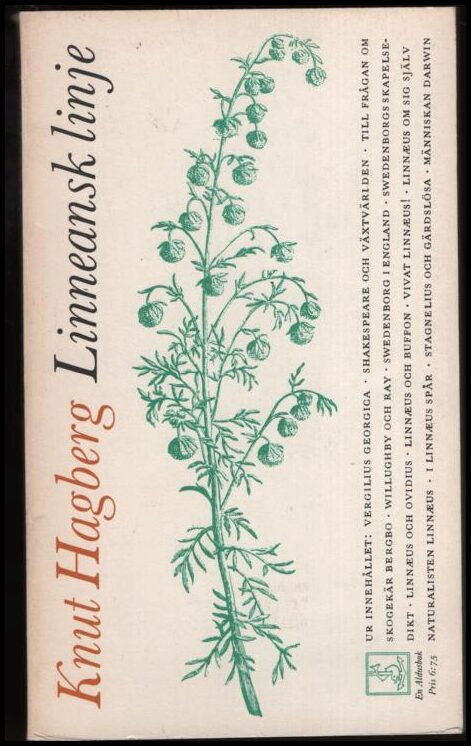 Knut Hagberg Linneansk linje
UR INNEHÅLLET: VERGILIUS GEORGICA · SHAKESPEARE OCH VÄXTVÄRLDEN · TILL FRÅGAN OM
SKOGEKÄR BERGBO · WILLUGHBY OCH RAY · SWEDENBORG I ENGLAND · SWEDENBORGS SKAPELSE-
DIKT · LINNÆUS OCH OVIDIUS · LINNÆUS OCH BUFFON · VIVAT LINNÆUS! · LINNÆUS OM SIG SJÄLV
NATURALISTEN LINNÆUS · I LINNÆUS SPÅR · STAGNELIUS OCH GÄRDSLÖSA · MÄNNISKAN DARWIN
En Aldusbok
Pris 6:75